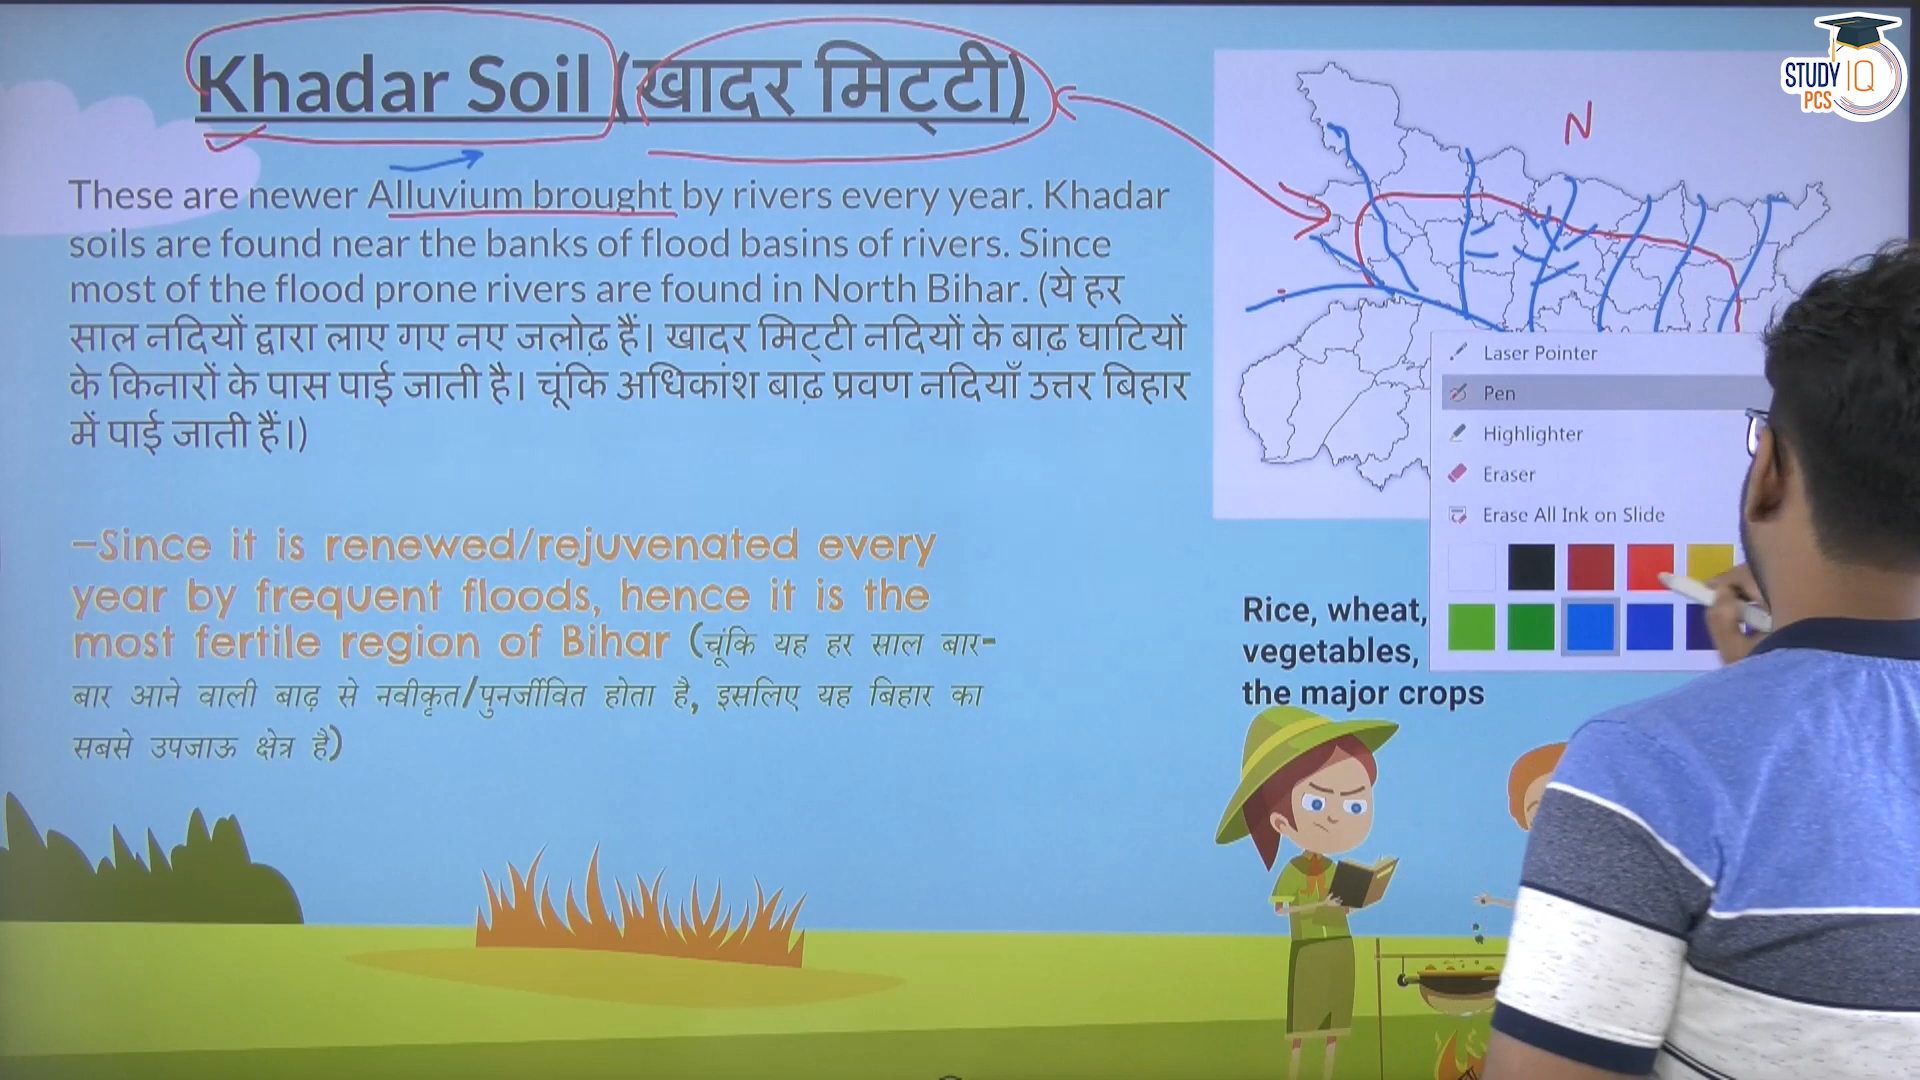 Khadar Soil (खादर मिट्टी)
These are newer Alluvium brought by rivers every year. Khadar
soils are found near the banks of flood basins of rivers. Since
most of the flood prone rivers are found in North Bihar. (ये हर
साल नदियों द्वारा लाए गए नए जलोढ़ हैं। खादर मिट्टी नदियों के बाढ़ घाटियों
के किनारों के पास पाई जाती है। चूंकि अधिकांश बाढ़ प्रवण नदियाँ उत्तर बिहार
में पाई जाती हैं।)
–Since it is renewed/rejuvenated every
year by frequent floods, hence it is the
most fertile region of Bihar (चूंकि यह हर साल बार-
बार आने वाली बाढ़ से नवीकृत/पुनर्जीवित होता है, इसलिए यह बिहार का
सबसे उपजाऊ क्षेत्र है)
N
STUDY IQ
PCS
Laser Pointer
Pen
Highlighter
Eraser
Erase All Ink on Slide
Rice, wheat,
vegetables,
the major crops